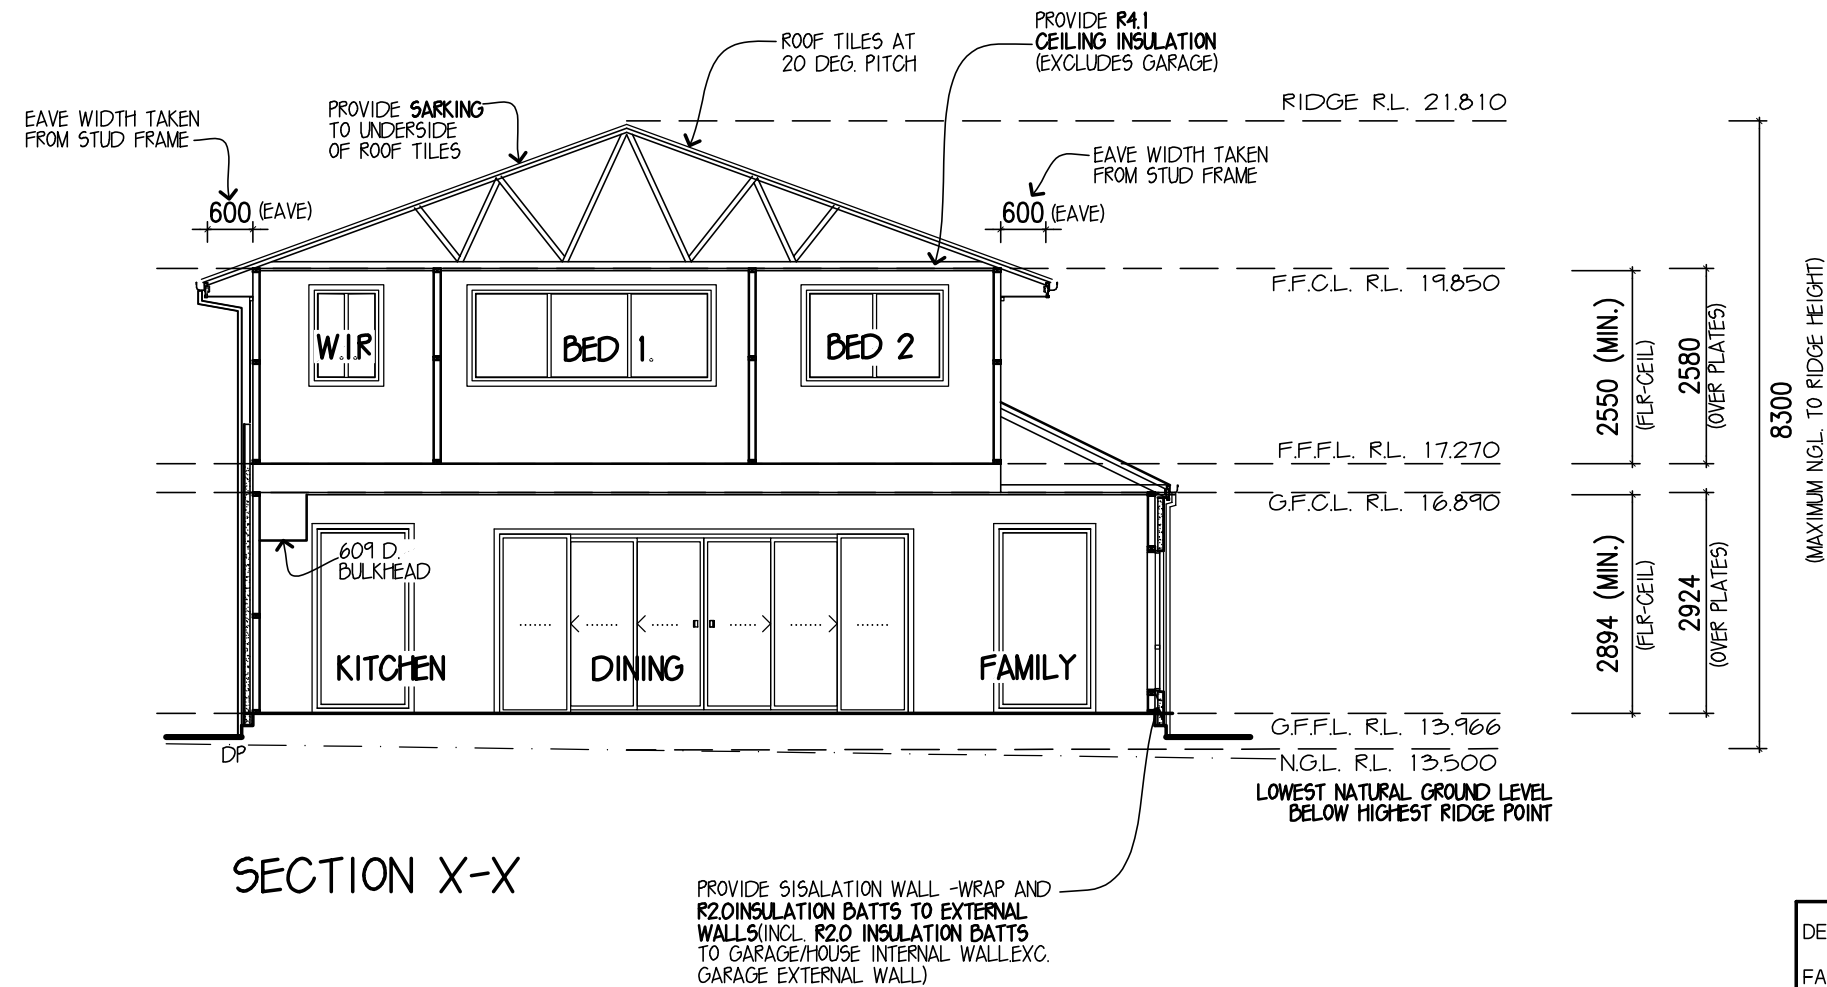 PROVIDE R4.1
CEILING INSULATION
(EXCLUDES GARAGE)
ROOF TILES AT
20 DEG. PITCH
RIDGE R.L. 21.810
EAVE WIDTH TAKEN
FROM STUD FRAME
PROVIDE SARKING
TO UNDERSIDE
OF ROOF TILES
EAVE WIDTH TAKEN
FROM STUD FRAME
600 (EAVE)
600 (EAVE)
F.F.C.L. R.L. 19.850
W.I.R
BED 1.
BED 2
2550 (MIN.)
(FLR-CEIL)
2580
(OVER PLATES)
8300
(MAXIMUM N.G.L. TO RIDGE HEIGHT)
F.F.F.L. R.L. 17.270
G.F.C.L. R.L. 16.890
609 D.
BULKHEAD
2894 (MIN.)
(FLR-CEIL)
2924
(OVER PLATES)
KITCHEN
DINING
FAMILY
G.F.F.L. R.L. 13.966
DP
N.G.L. R.L. 13.500
LOWEST NATURAL GROUND LEVEL
BELOW HIGHEST RIDGE POINT
SECTION X-X
PROVIDE SISALATION WALL -WRAP AND
R2.0INSULATION BATTS TO EXTERNAL
WALLS(INCL. R2.0 INSULATION BATTS
TO GARAGE/HOUSE INTERNAL WALL.EXC.
GARAGE EXTERNAL WALL)
DE
FA